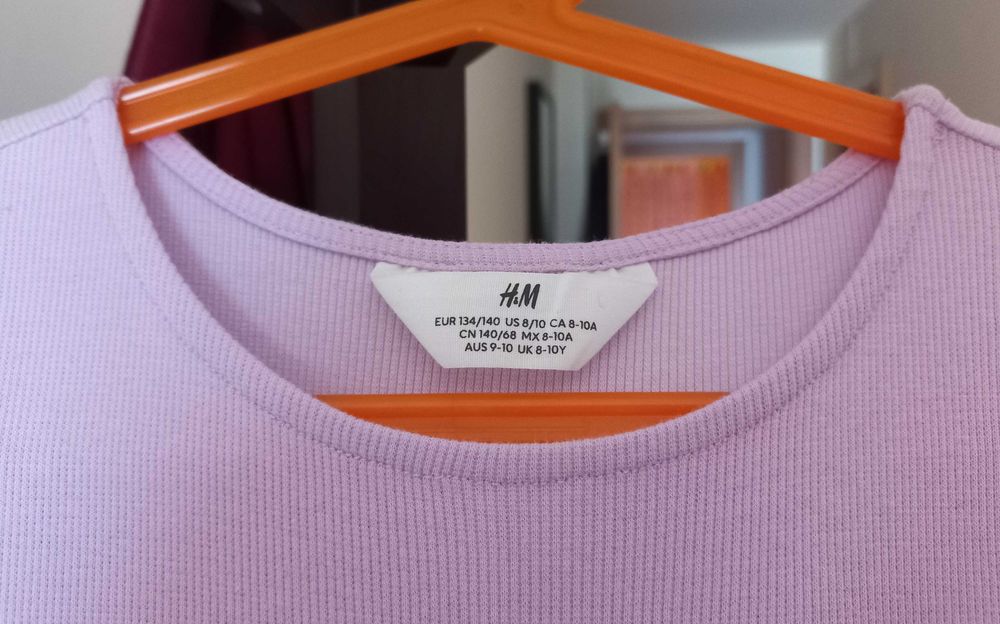 H&M
EUR 134/140 US 8/10 CA 8-10A
CN 140/68 MX 8-10A
AUS 9-10 UK 8-10Y